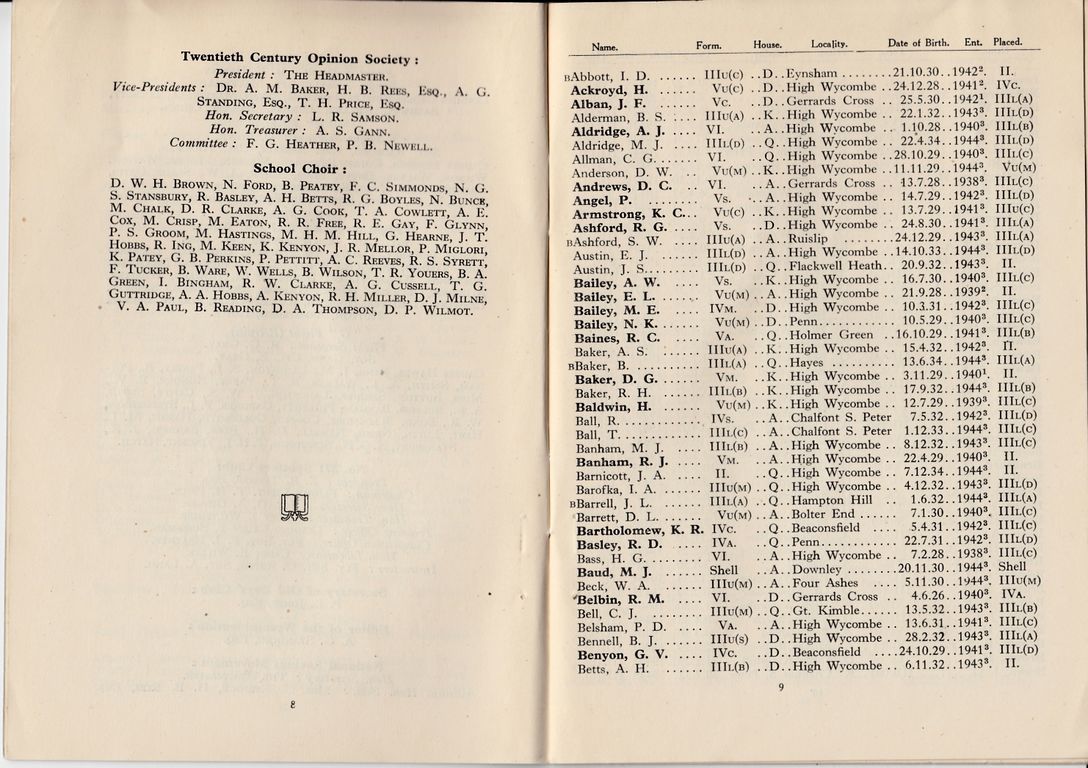 Twentieth Century Opinion Society :
President : The Headmaster.
Vice-Presidents : Dr. A. M. Baker, H. B. Rees, Esq., A. G.
Standing, Esq., T. H. Price, Esq.
Hon. Secretary : L. R. Samson.
Hon. Treasurer : A. S. Gann.
Committee : F. G. Heather, P. B. Newell.
School Choir :
D. W. H. Brown, N. Ford, B. Peatey, F. C. Simmonds, N. G.
S. Stansbury, R. Basley, A. H. Betts, R. G. Boyles, N. Bunce,
M. Chalk, D. R. Clarke, A. G. Cook, T. A. Cowlett, A. E.
Cox, M. Crisp, M. Eaton, R. R. Free, R. E. Gay, F. Glynn,
P. S. Groom, M. Hastings, M. H. M. Hill, G. Hearne, J. T.
Hobbs, R. Ing, M. Keen, K. Kenyon, J. R. Mellor, P. Miglori,
K. Patey, G. B. Perkins, P. Pettitt, A. C. Reeves, R. S. Syrett,
F. Tucker, B. Ware, W. Wells, B. Wilson, T. R. Youers, B. A.
Green, I. Bingham, R. W. Clarke, A. G. Cussell, T. G.
Guttridge, A. A. Hobbs, A. Kenyon, R. H. Miller, D. J. Milne,
V. A. Paul, B. Reading, D. A. Thompson, D. P. Wilmot.
8
Name. Form. House. Locality. Date of Birth. Ent. Placed.
BAbbott, I. D. ...... IIIU(C) ..D..Eynsham ........21.10.30..1942². II.
Ackroyd, H. ...... VU(C) ..D..High Wycombe ..24.12.28..1941². IVC.
Alban, J. F. ...... VC. ..D..Gerrards Cross .. 25.5.30..1942¹. IIIL(A)
Alderman, B. S. .... IIIU(A) ..K..High Wycombe .. 22.1.32..1943³. IIIL(D)
Aldridge, A. J. .... VI. ..A..High Wycombe .. 1.10.28..1940³. IIIL(B)
Aldridge, M. J. .... IIIL(D) ..Q..High Wycombe .. 22.4.34..1944³. IIIL(D)
Allman, C. G. ...... VI. ..Q..High Wycombe ..28.10.29..1940³. IIIL(C)
Anderson, D. W. .... VU(M) ..K..High Wycombe ..11.11.29..1944³. VU(M)
Andrews, D. C. .. VI. ..A..Gerrards Cross .. 13.7.28..1938³. IIIL(C)
Angel, P. ........ Vs. ..A..High Wycombe .. 14.7.29..1942³. IIIL(D)
Armstrong, K. C... VU(C) ..K..High Wycombe .. 13.7.29..1941³. IIIU(C)
Ashford, R. G. .... Vs. ..D..High Wycombe .. 24.8.30..1941³. IIIL(A)
BAshford, S. W. .... IIIU(A) ..A..Ruislip ........24.12.29..1943³. IIIL(A)
Austin, E. J. ...... IIIL(D) ..A..High Wycombe ..14.10.33..1944³. IIIL(D)
Austin, J. S. ...... IIIL(D) ..Q..Flackwell Heath.. 20.9.32..1943³. II.
Bailey, A. W. .... Vs. ..K..High Wycombe .. 16.7.30..1940³. IIIL(C)
Bailey, E. L. .... VU(M) ..A..High Wycombe .. 21.9.28..1939². II.
Bailey, M. E. .... IVM. ..D..High Wycombe .. 10.3.31..1942³. IIIL(C)
Bailey, N. K. .... VU(M) ..D..Penn........... 10.5.29..1940³. IIIL(C)
Baines, R. C. .... VA. ..Q..Holmer Green ..16.10.29..1941³. IIIL(B)
Baker, A. S. ...... IIIU(A) ..K..High Wycombe .. 15.4.32..1942³. II.
BBaker, B. ........ IIIL(A) ..Q..Hayes .......... 13.6.34..1944³. IIIL(A)
Baker, D. G. ...... VM. ..K..High Wycombe .. 3.11.29..1940¹. II.
Baker, R. H. ...... IIIL(B) ..K..High Wycombe .. 17.9.32..1944³. IIIL(B)
Baldwin, H. ...... VU(M) ..K..High Wycombe .. 12.7.29..1939³. IIIL(C)
Ball, R. .......... IVs. ..A..Chalfont S. Peter 7.5.32..1942³. IIIL(D)
Ball, T. .......... IIIL(C) ..A..Chalfont S. Peter 1.12.33..1944³. IIIL(C)
Banham, M. J. .... IIIL(B) ..A..High Wycombe .. 8.12.32..1943³. IIIL(C)
Banham, R. J. .... VM. ..A..High Wycombe .. 22.4.29..1940³. II.
Barnicott, J. A. .... II. ..Q..High Wycombe .. 7.12.34..1944³. II.
Barofka, I. A. ...... IIIU(M) ..Q..High Wycombe .. 4.12.32..1943³. IIIL(D)
BBarrell, J. L. ...... IIIL(A) ..Q..Hampton Hill .. 1.6.32..1944³. IIIL(A)
Barrett, D. L. ...... VU(M) ..A..Bolter End ...... 7.1.30..1940³. IIIL(C)
Bartholomew, K. R. IVC. ..Q..Beaconsfield .... 5.4.31..1942³. IIIL(C)
Basley, R. D. .... IVA. ..Q..Penn........... 22.7.31..1942³. IIIL(D)
Bass, H. G. ........ VI. ..A..High Wycombe .. 7.2.28..1938³. IIIL(C)
Baud, M. J. ...... Shell ..A..Downley ........20.11.30..1944³. Shell
Beck, W. A. ...... IIIU(M) ..A..Four Ashes .... 5.11.30..1944³. IIIU(M)
Belbin, R. M. .... VI. ..D..Gerrards Cross .. 4.6.26..1940³. IVA.
Bell, C. J. ........ IIIU(M) ..Q..Gt. Kimble...... 13.5.32..1943³. IIIL(B)
Belsham, P. D. .... VA. ..A..High Wycombe .. 13.6.31..1941³. IIIL(C)
Bennell, B. J. ...... IIIU(S) ..D..High Wycombe .. 28.2.32..1943³. IIIL(A)
Benyon, G. V. .... IVC. ..D..Beaconsfield ....24.10.29..1941³. IIIL(D)
Betts, A. H. ...... IIIL(B) ..D..High Wycombe .. 6.11.32..1943³. II.
9